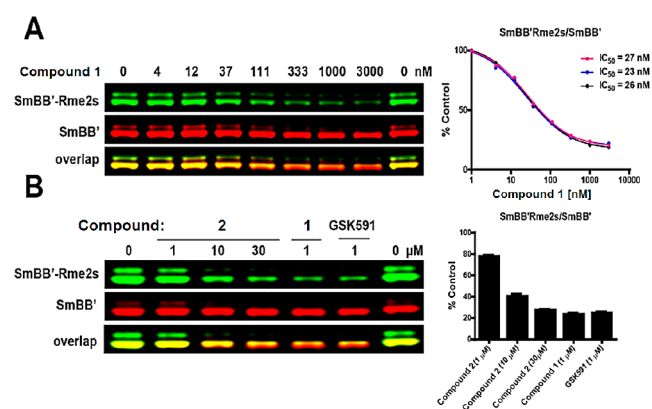 A
Compound 1 0 4 12 37 111 333 1000 3000 0 nM
SmBB'-Rme2s
SmBB'
overlap
SmBB'Rme2s/SmBB'
% Control
100
50
0
IC50 = 27 nM
IC50 = 23 nM
IC50 = 26 nM
1 10 100 1000 10000
Compound 1 [nM]
B
Compound: 2 1 GSK591
0 1 10 30 1 1 0 µM
SmBB'-Rme2s
SmBB'
overlap
SmBB'Rme2s/SmBB'
% Control
100
80
60
40
20
0
Compound 2 (1 µM)
Compound 2 (10 µM)
Compound 2 (30µM)
Compound 1 (1 µM)
GSK591 (1 µM)